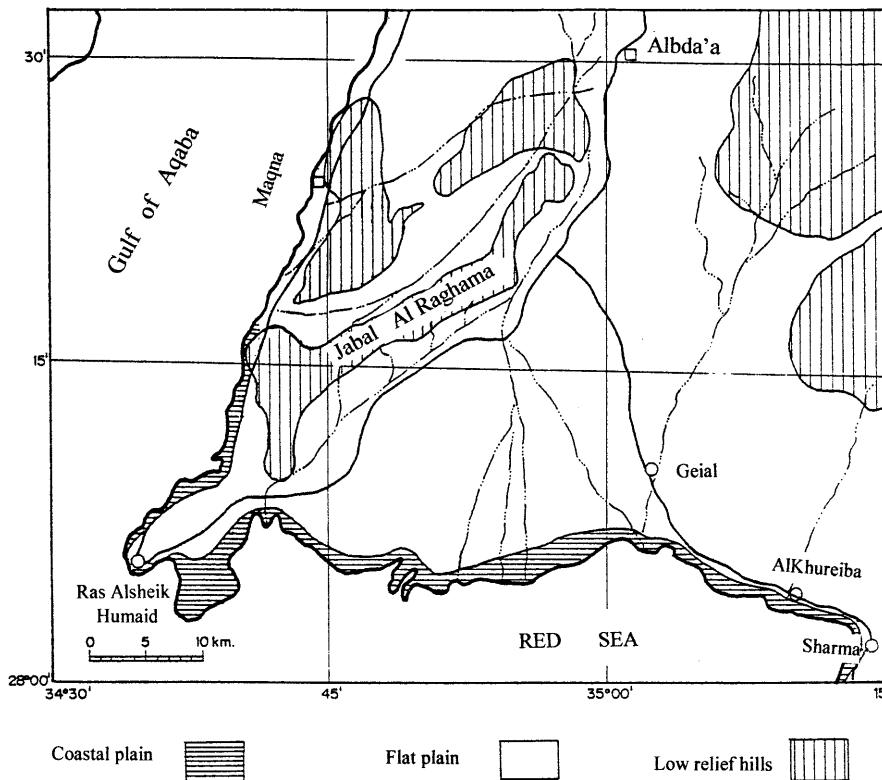 30'
Albda'a
Gulf of Aqaba
Maqna
Jabal Al Raghama
15'
Geial
AlKhureiba
Ras Alsheik
Humaid
0 5 10 km.
RED SEA
Sharma
28°00'
34°30' 45' 35°00' 15
Coastal plain
Flat plain
Low relief hills